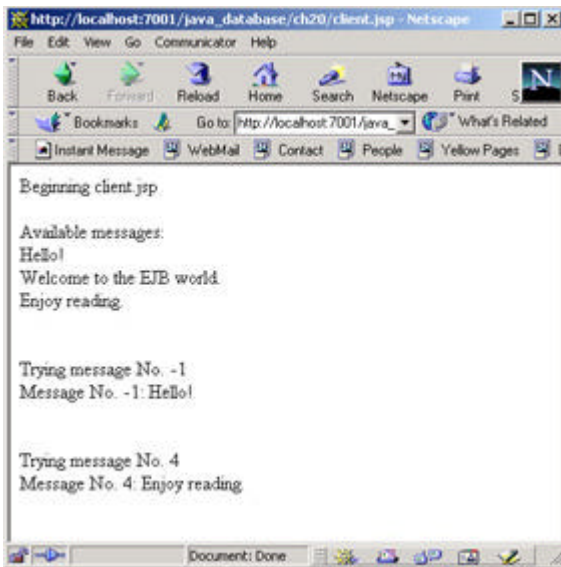 http://localhost:7001/java_database/ch20/client.jsp - Netscape
File Edit View Go Communicator Help
Back Forward Reload Home Search Netscape Print S N
Bookmarks Go to: http://localhost:7001/java_ What's Related
Instant Message WebMail Contact People Yellow Pages
Beginning client.jsp
Available messages:
Hello!
Welcome to the EJB world.
Enjoy reading.
Trying message No. -1
Message No. -1: Hello!
Trying message No. 4
Message No. 4: Enjoy reading.
Document: Done